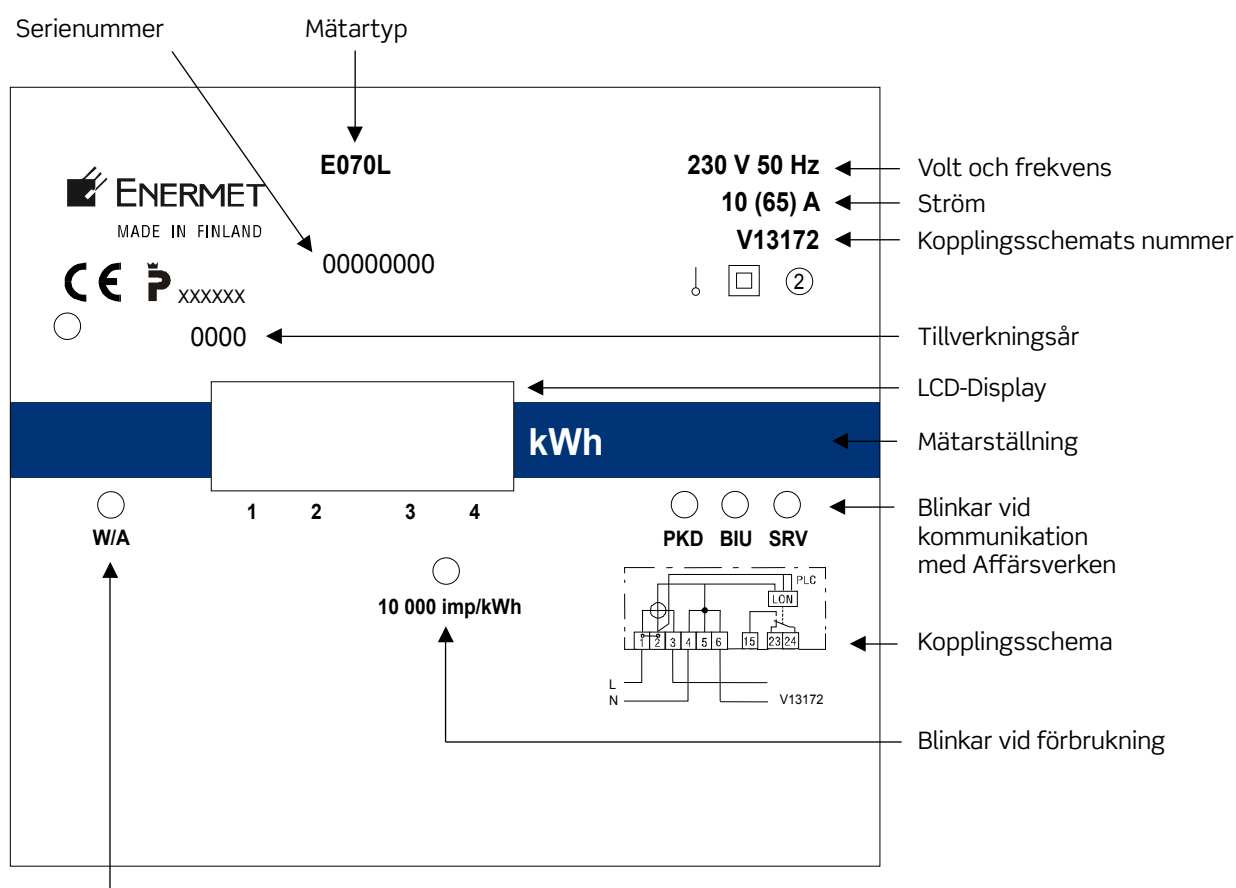 Serienummer
Mätartyp
E070L
230 V 50 Hz
Volt och frekvens
ENERMET
10 (65) A
Ström
MADE IN FINLAND
V13172
Kopplingsschemats nummer
00000000
CE P XXXXXX
2
0000
Tillverkningsår
LCD-Display
kWh
Mätarställning
W/A
1 2 3 4
PKD BIU SRV
Blinkar vid
kommunikation
med Affärsverken
10 000 imp/kWh
PLC
LON
1 2 3 4 5 6 15 23 24
Kopplingsschema
L
N
V13172
Blinkar vid förbrukning